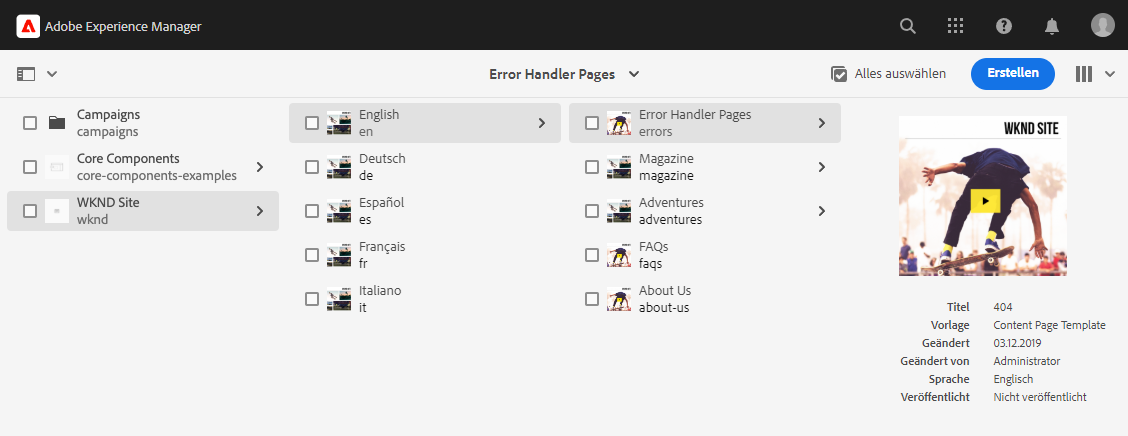 Adobe Experience Manager
Error Handler Pages
Alles auswählen
Erstellen
Campaigns
campaigns
Core Components
core-components-examples
WKND Site
wknd
English
en
Deutsch
de
Español
es
Français
fr
Italiano
it
Error Handler Pages
errors
Magazine
magazine
Adventures
adventures
FAQs
faqs
About Us
about-us
WKND SITE
Titel 404
Vorlage Content Page Template
Geändert 03.12.2019
Geändert von Administrator
Sprache Englisch
Veröffentlicht Nicht veröffentlicht